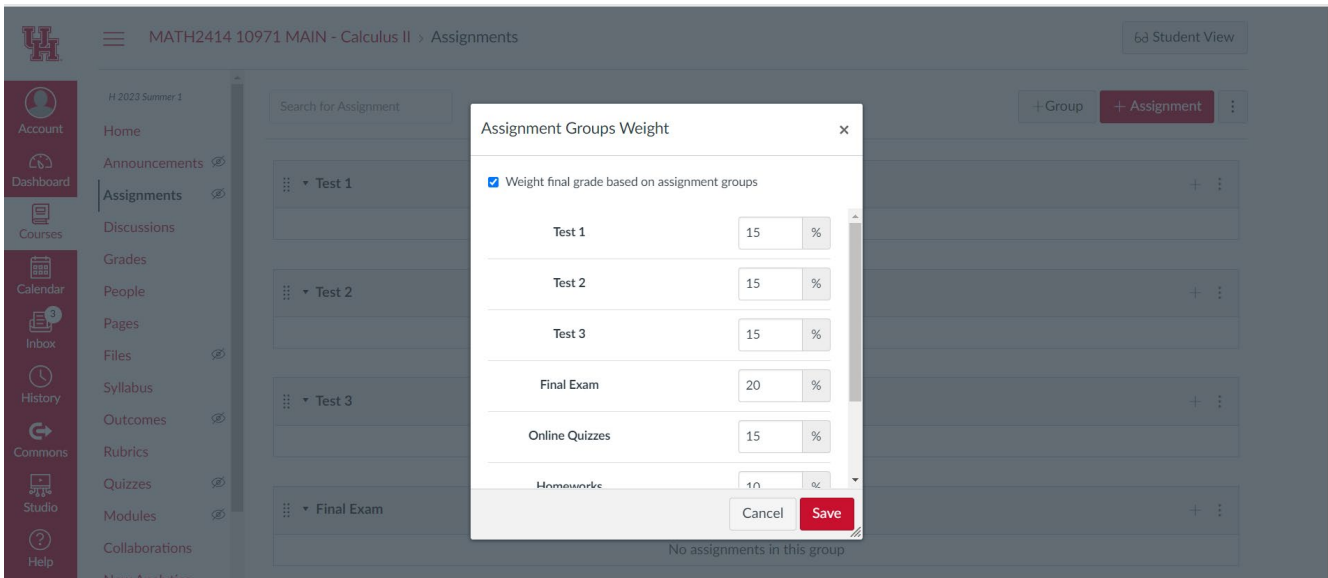 UH
MATH2414 10971 MAIN - Calculus II > Assignments
Student View
Account
Dashboard
Courses
Calendar
3
Inbox
History
Commons
Studio
Help
H 2023 Summer 1
Home
Announcements
Assignments
Discussions
Grades
People
Pages
Files
Syllabus
Outcomes
Rubrics
Quizzes
Modules
Collaborations
Search for Assignment
+ Group
+ Assignment
Test 1
Test 2
Test 3
Final Exam
No assignments in this group
Assignment Groups Weight ×
Weight final grade based on assignment groups
Test 1 15 %
Test 2 15 %
Test 3 15 %
Final Exam 20 %
Online Quizzes 15 %
Homeworks 10 %
Cancel Save